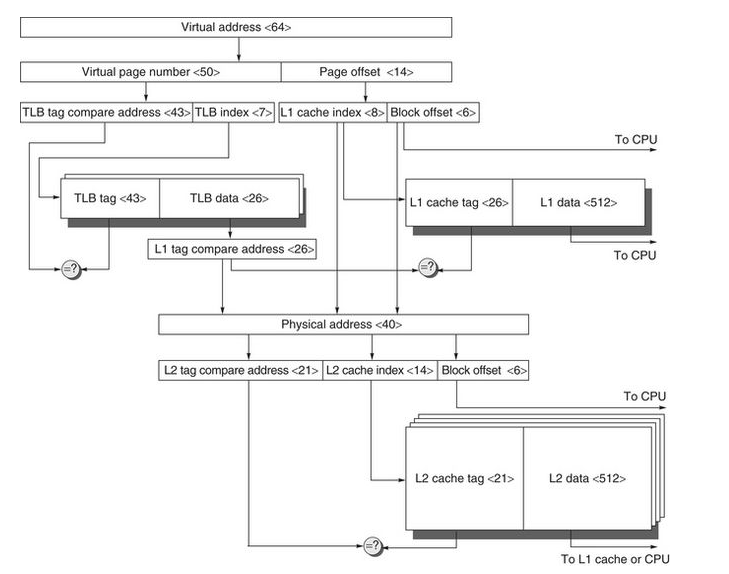 Virtual address <64>
Virtual page number <50> Page offset <14>
TLB tag compare address <43> TLB index <7> L1 cache index <8> Block offset <6>
To CPU
TLB tag <43> TLB data <26> L1 cache tag <26> L1 data <512>
L1 tag compare address <26>
To CPU
=? =?
Physical address <40>
L2 tag compare address <21> L2 cache index <14> Block offset <6>
To CPU
L2 cache tag <21> L2 data <512>
=?
To L1 cache or CPU